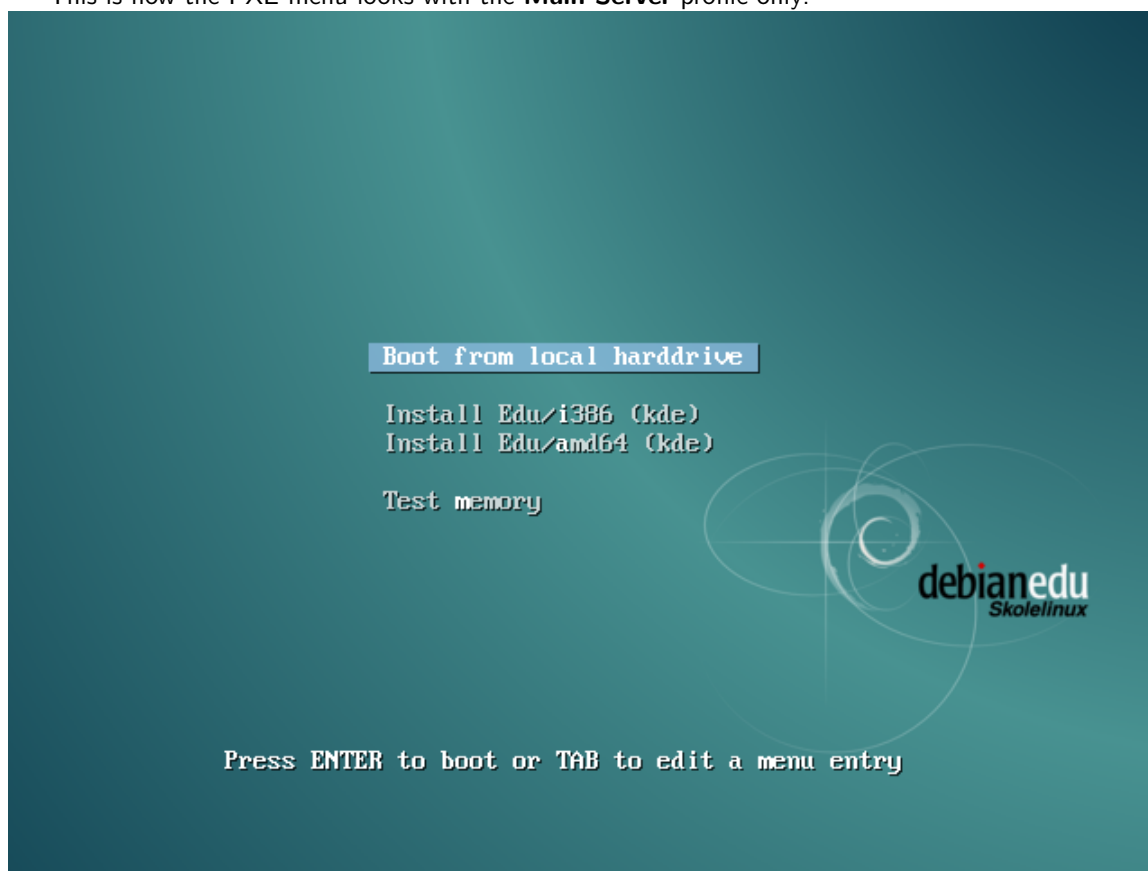 This is how the PXE menu looks with the Main Server profile only:
Boot from local harddrive
Install Edu/i386 (kde)
Install Edu/amd64 (kde)
Test memory
debianedu
Skolelinux
Press ENTER to boot or TAB to edit a menu entry